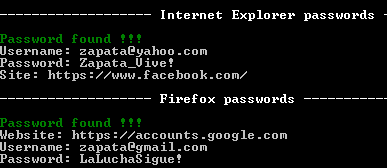 -------------------- Internet Explorer passwords -
Password found !!!
Username: zapata@yahoo.com
Password: Zapata_Vive!
Site: https://www.facebook.com/
-------------------- Firefox passwords -----------
Password found !!!
Website: https://accounts.google.com
Username: zapata@gmail.com
Password: LaLuchaSigue!